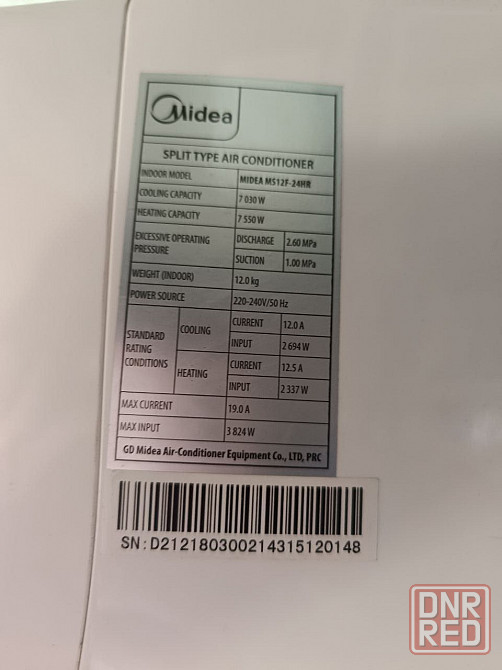 Midea
SPLIT TYPE AIR CONDITIONER
INDOOR MODEL MIDEA MS12F-24HR
COOLING CAPACITY 7 030 W
HEATING CAPACITY 7 550 W
EXCESSIVE OPERATING PRESSURE DISCHARGE 2.60 MPa
SUCTION 1.00 MPa
WEIGHT (INDOOR) 12.0 kg
POWER SOURCE 220-240V/50 Hz
STANDARD RATING CONDITIONS COOLING CURRENT 12.0 A
INPUT 2 694 W
HEATING CURRENT 12.5 A
INPUT 2 337 W
MAX CURRENT 19.0 A
MAX INPUT 3 824 W
GD Midea Air-Conditioner Equipment Co., LTD, PRC
SN: D212180300214315120148
DNR
RED